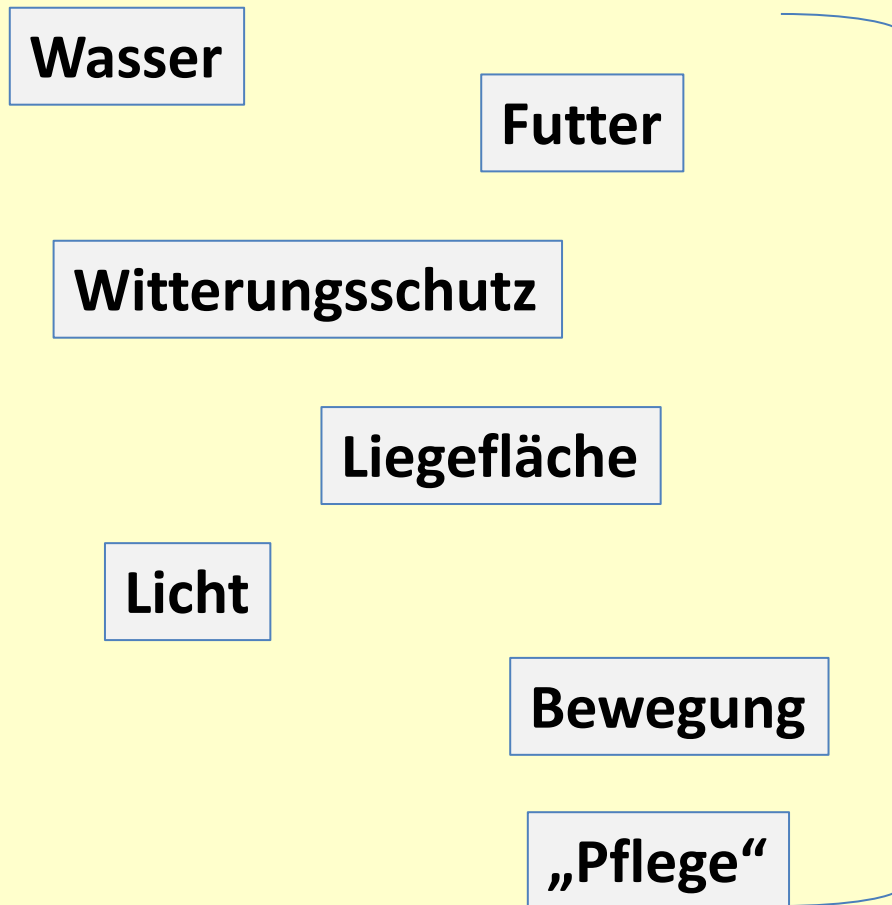 Wasser
Futter
Witterungsschutz
Liegefläche
Licht
Bewegung
„Pflege“